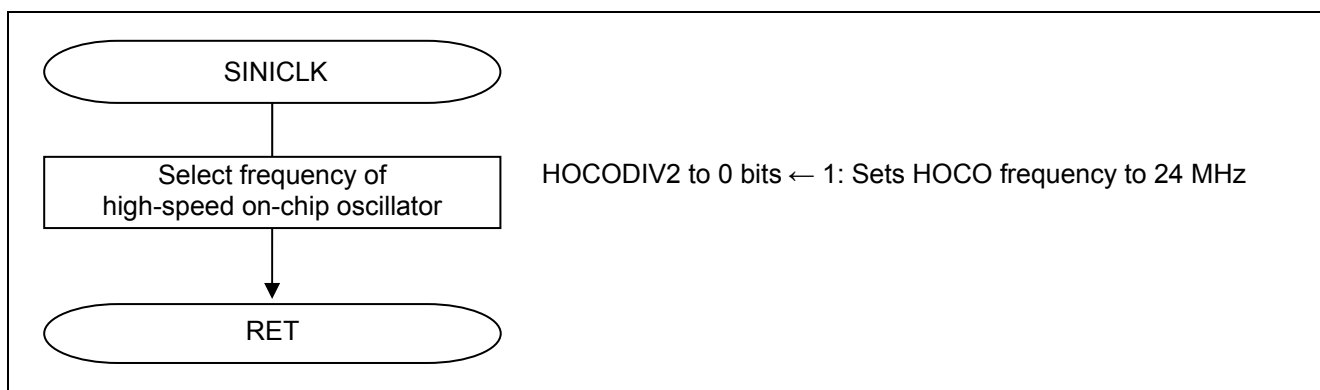 SINICLK
Select frequency of
high-speed on-chip oscillator
HOCODIV2 to 0 bits ← 1: Sets HOCO frequency to 24 MHz
RET